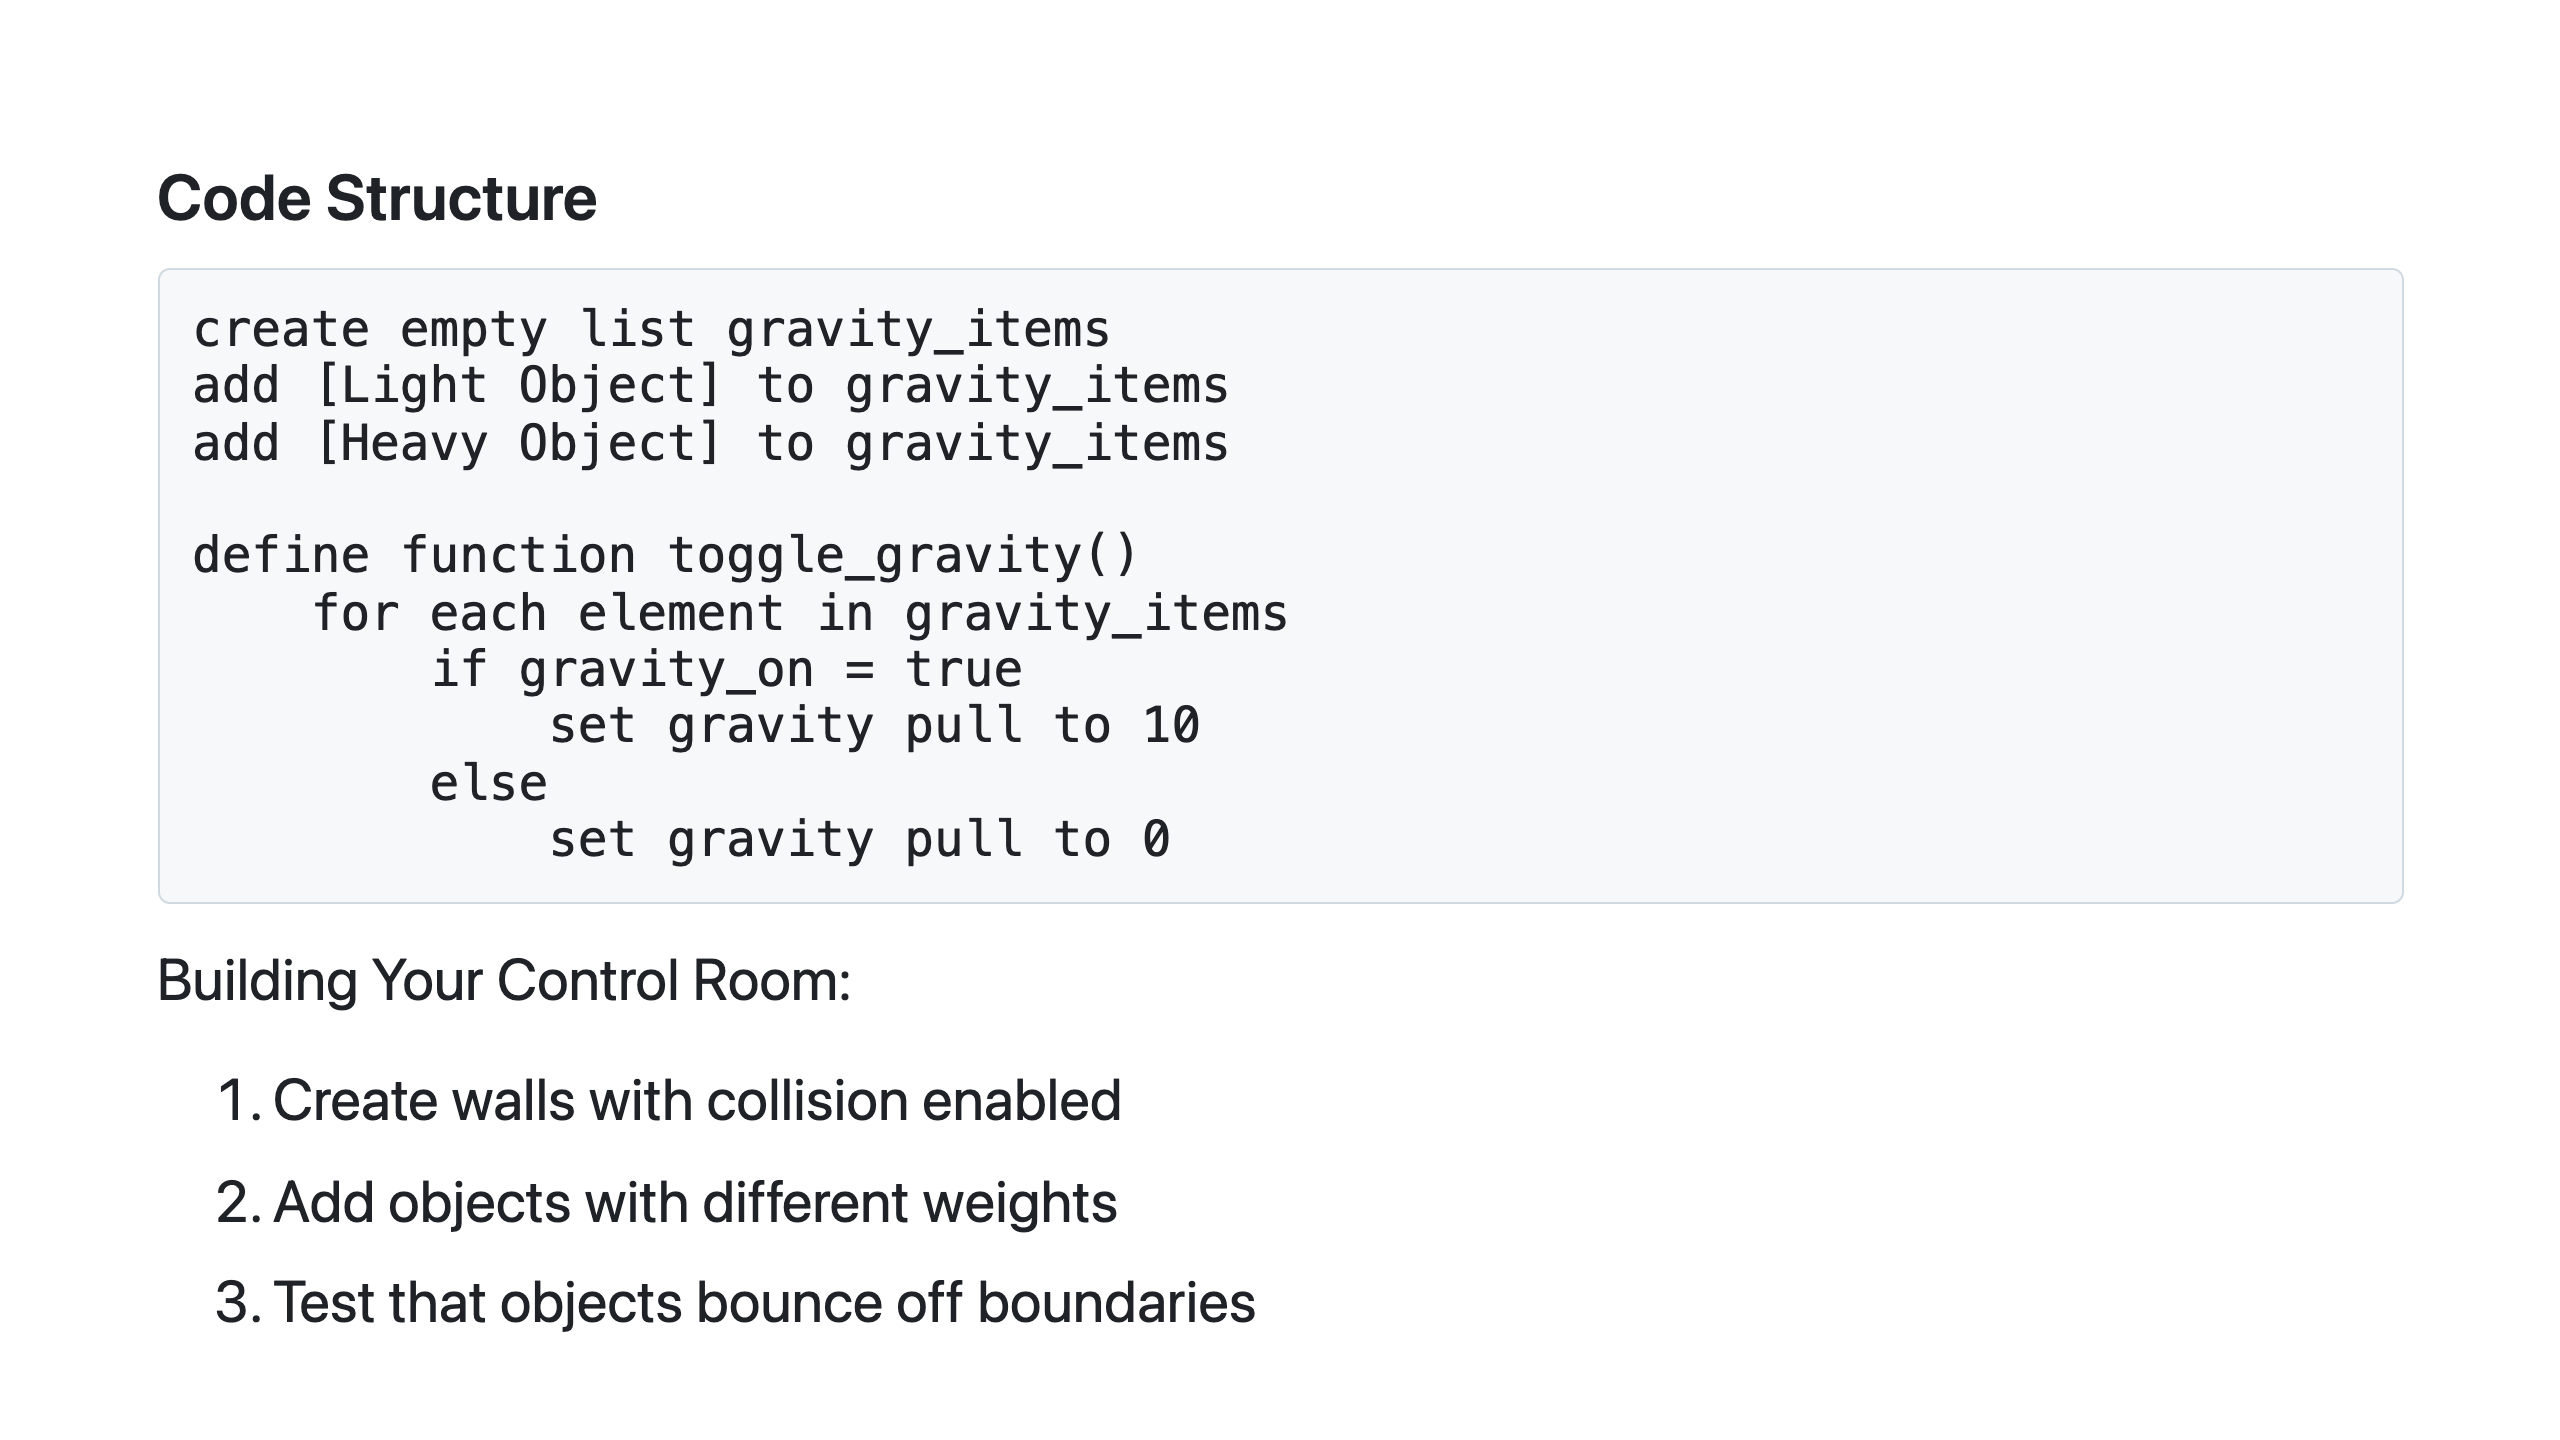 Code Structure
create empty list gravity_items
add [Light Object] to gravity_items
add [Heavy Object] to gravity_items

define function toggle_gravity()
    for each element in gravity_items
        if gravity_on = true
            set gravity pull to 10
        else
            set gravity pull to 0
Building Your Control Room:
1. Create walls with collision enabled
2. Add objects with different weights
3. Test that objects bounce off boundaries